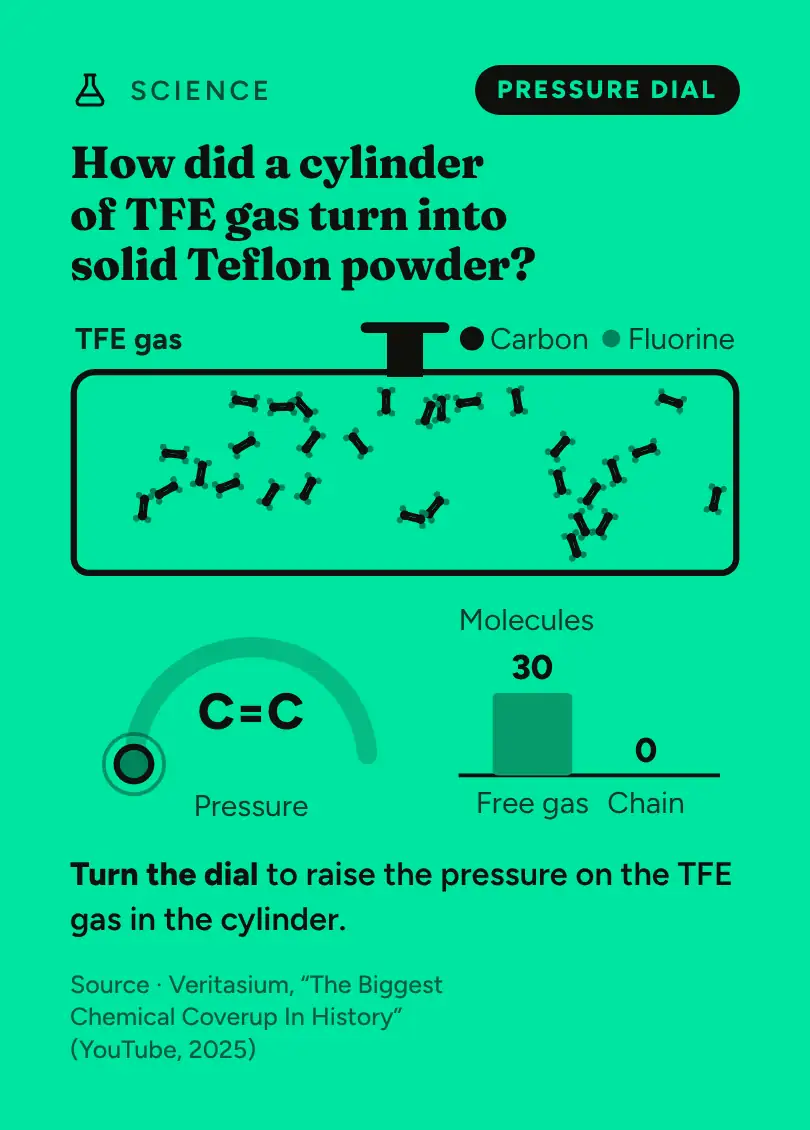 SCIENCE
PRESSURE DIAL
How did a cylinder
of TFE gas turn into
solid Teflon powder?
TFE gas
Carbon
Fluorine
Molecules
30
0
Free gas
Chain
C=C
Pressure
Turn the dial to raise the pressure on the TFE
gas in the cylinder.
Source · Veritasium, “The Biggest
Chemical Coverup In History”
(YouTube, 2025)